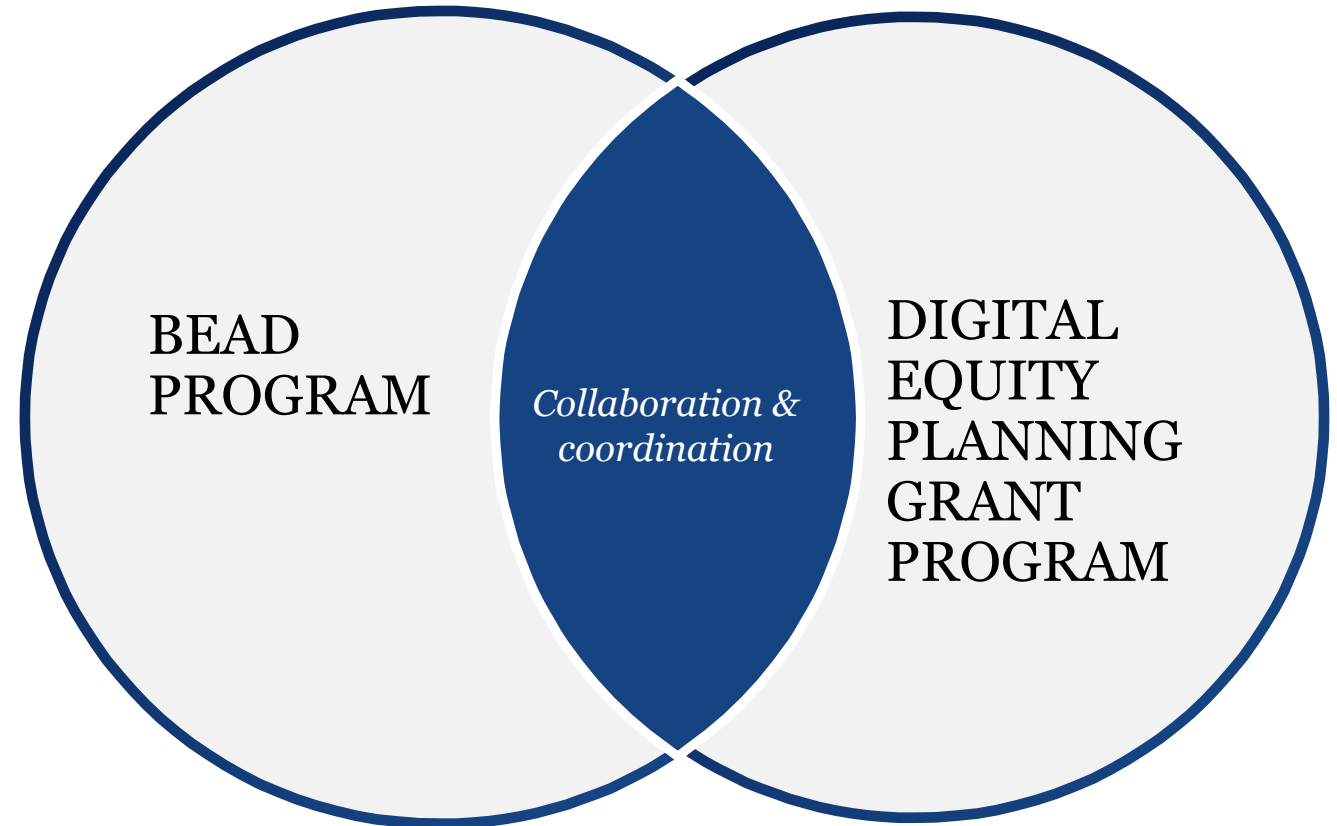 BEAD
PROGRAM
Collaboration &
coordination
DIGITAL
EQUITY
PLANNING
GRANT
PROGRAM